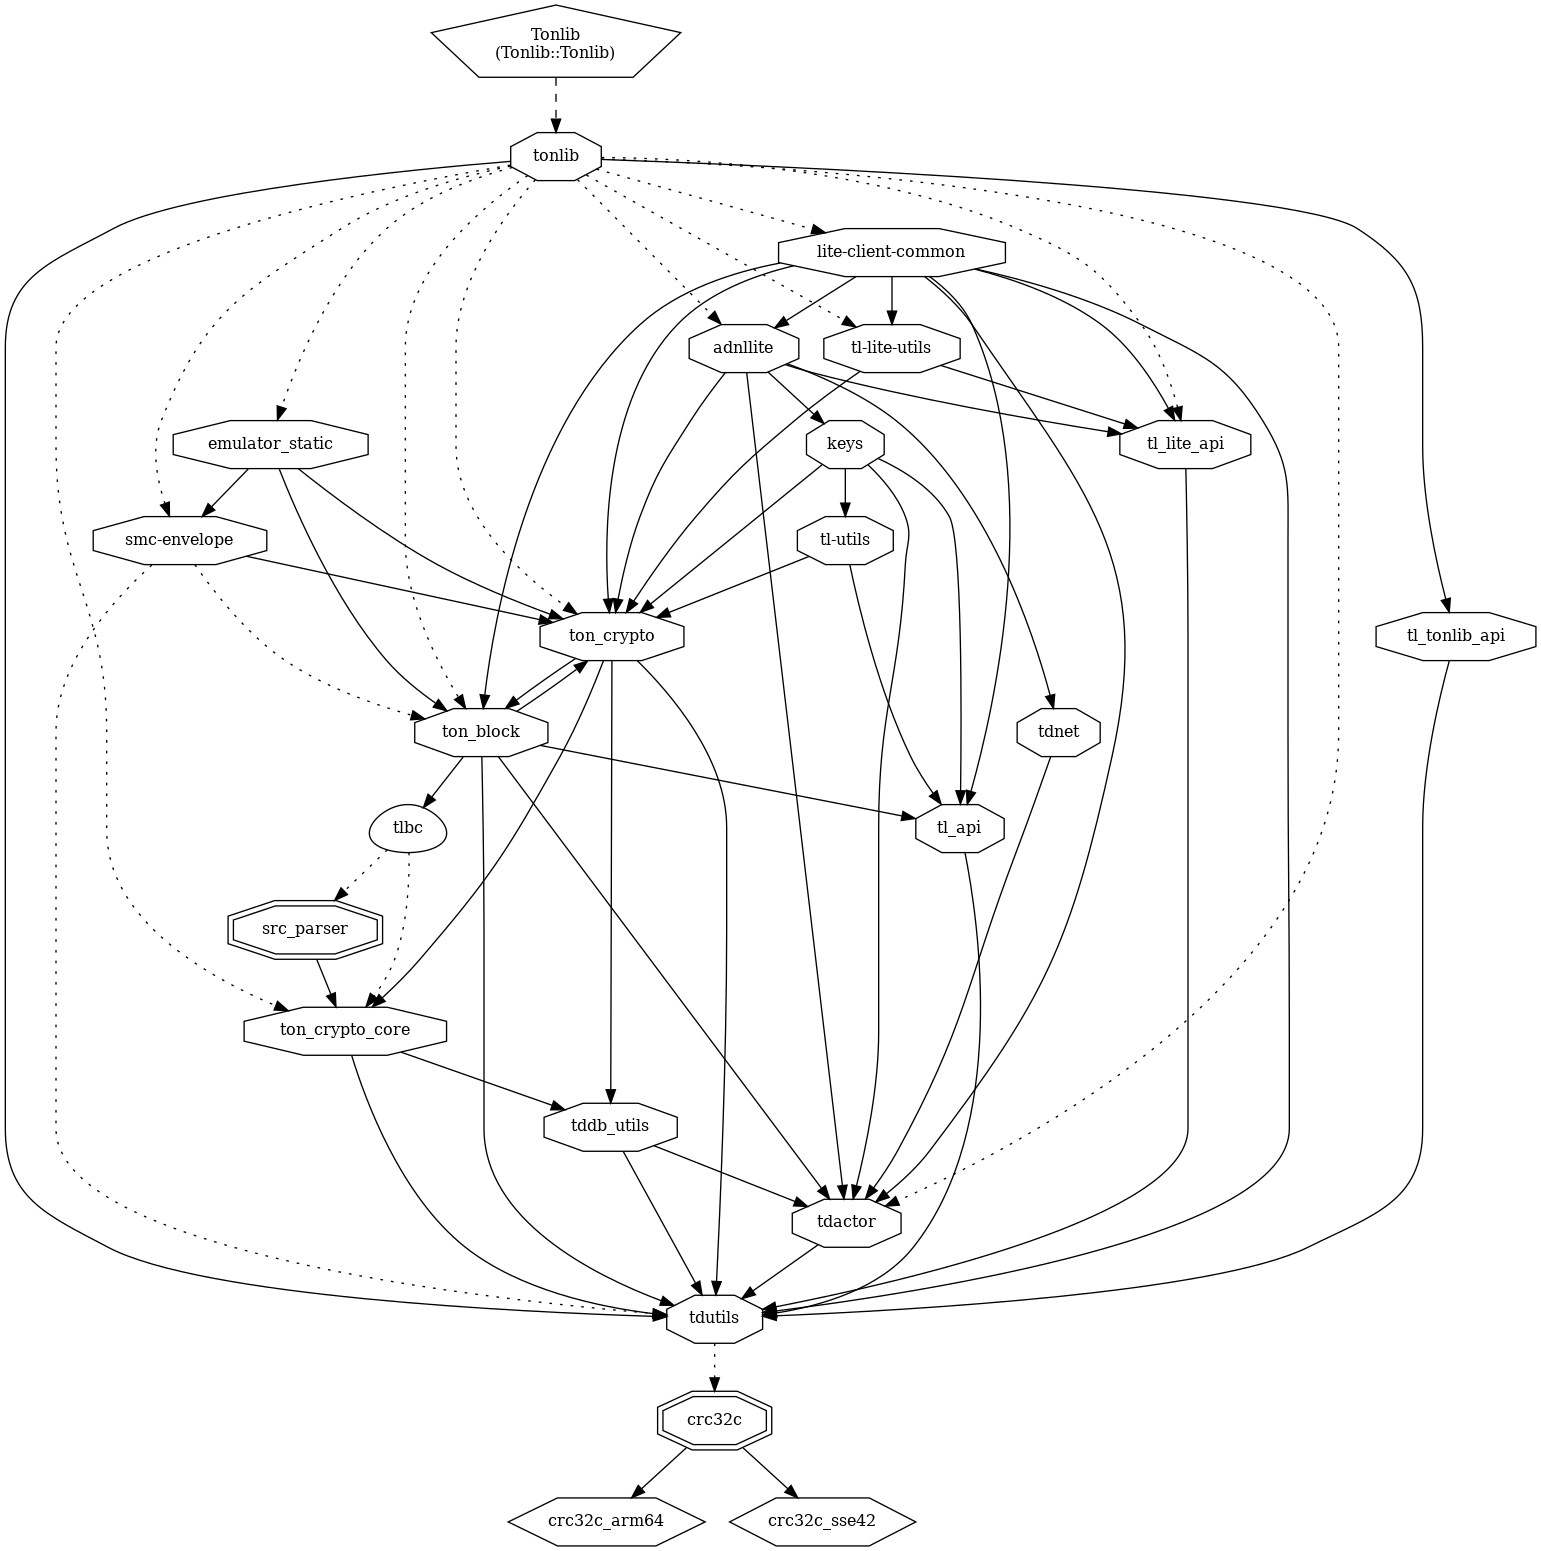 Tonlib
(Tonlib::Tonlib)
tonlib
lite-client-common
adnllite
tl-lite-utils
emulator_static
keys
tl_lite_api
smc-envelope
tl-utils
ton_crypto
tl_tonlib_api
ton_block
tdnet
tlbc
tl_api
src_parser
ton_crypto_core
tddb_utils
tdactor
tdutils
crc32c
crc32c_arm64
crc32c_sse42